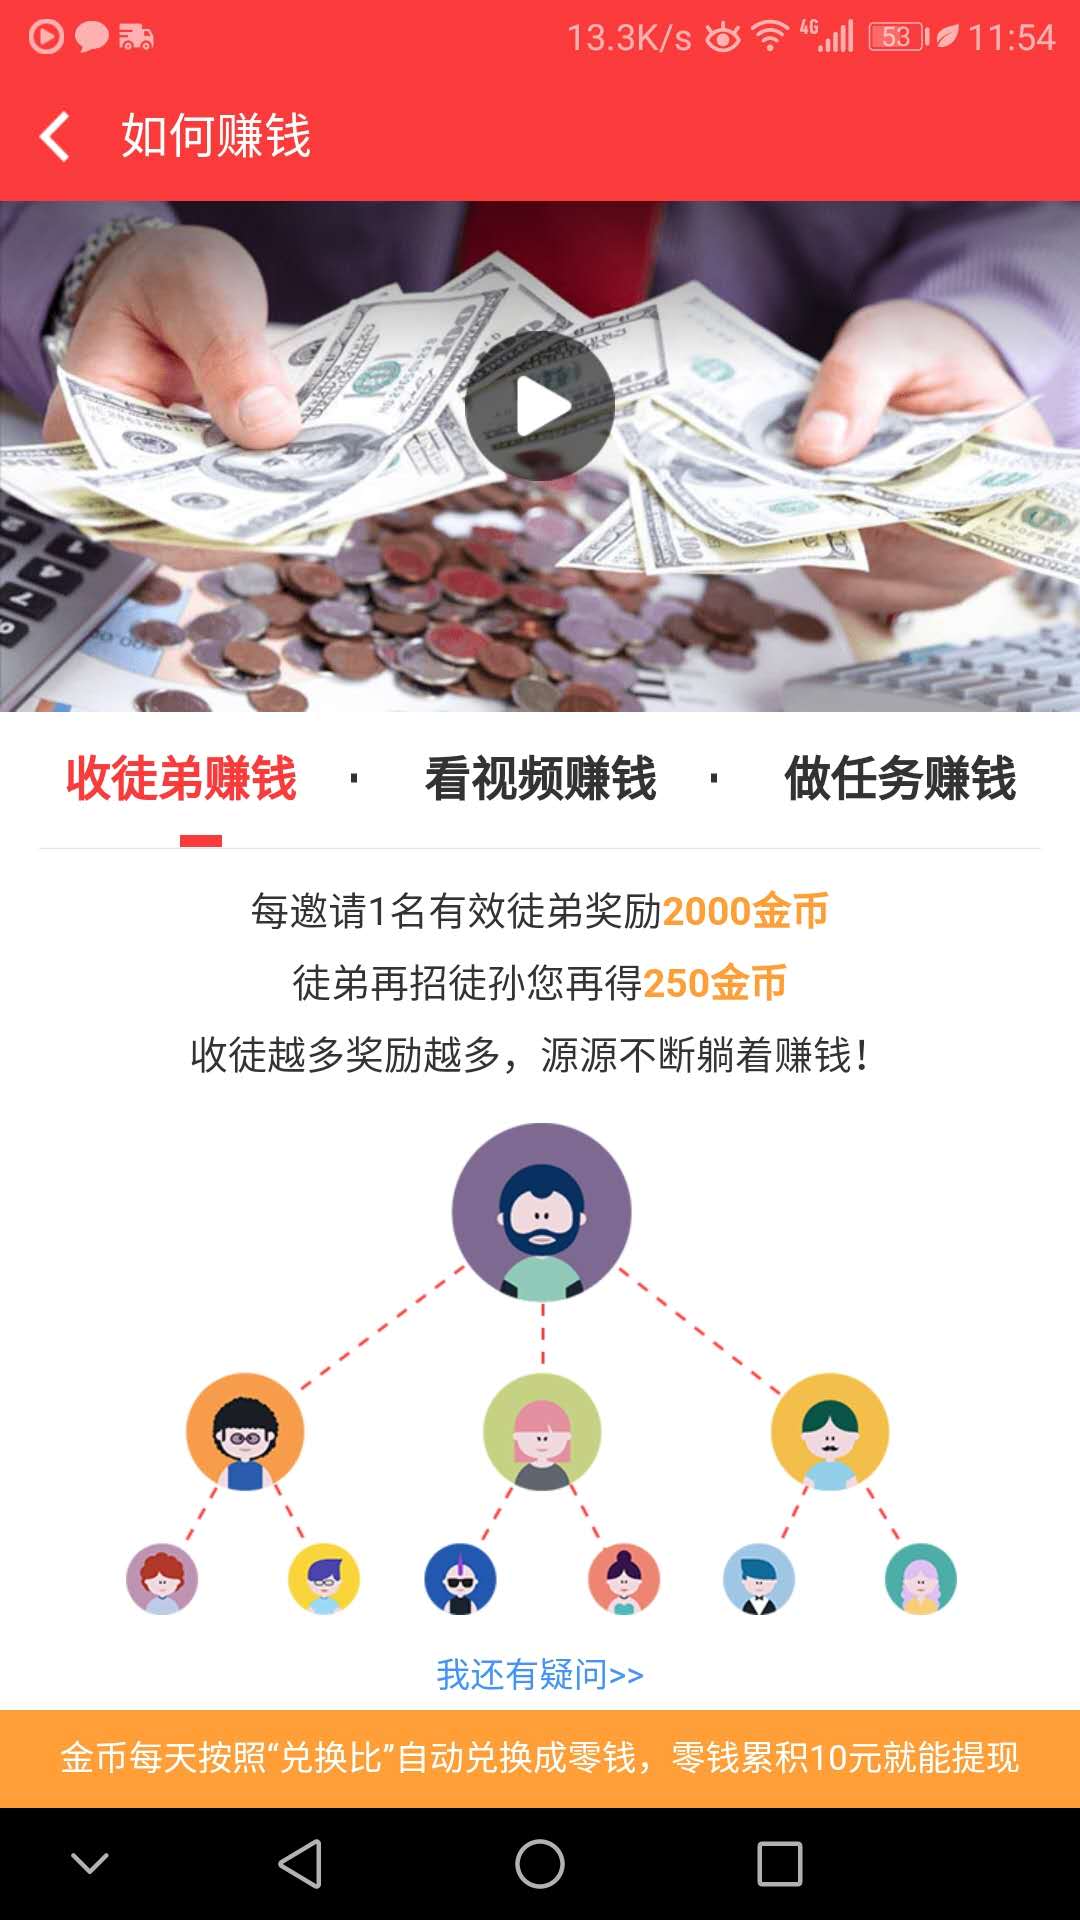 13.3K/s 4G 53 11:54
如何赚钱
收徒弟赚钱 · 看视频赚钱 · 做任务赚钱
每邀请1名有效徒弟奖励2000金币
徒弟再招徒孙您再得250金币
收徒越多奖励越多，源源不断躺着赚钱！
我还有疑问>>
金币每天按照“兑换比”自动兑换成零钱，零钱累积10元就能提现